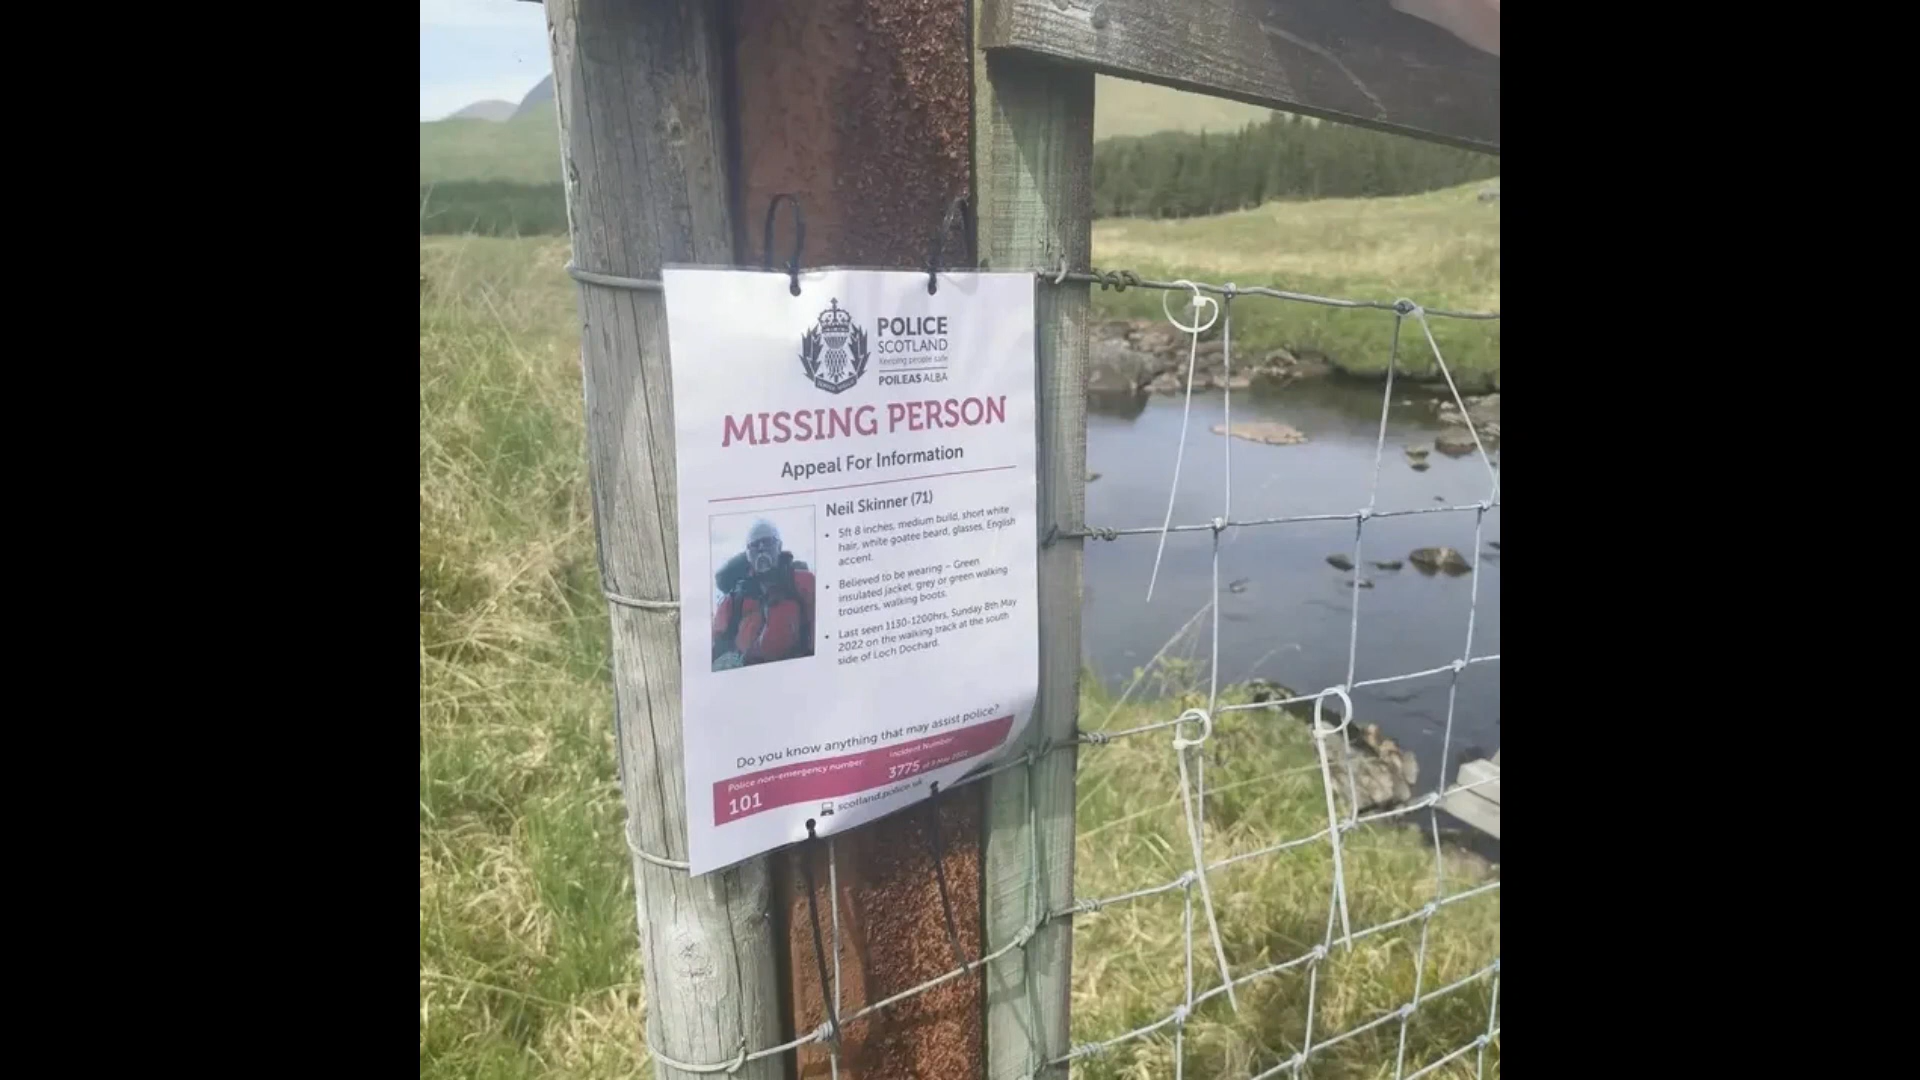 POLICE
SCOTLAND
Keeping people safe
POILEAS ALBA
MISSING PERSON
Appeal For Information
Neil Skinner (71)
• 5ft 8 inches, medium build, short white
hair, white goatee beard, glasses, English
accent.
• Believed to be wearing – Green
insulated jacket, grey or green walking
trousers, walking boots.
• Last seen 1130-1200hrs, Sunday 8th May
2022 on the walking track at the south
side of Loch Dochard.
Do you know anything that may assist police?
Police non-emergency number
101
Incident Number
3775 of 9 May 2022
scotland.police.uk